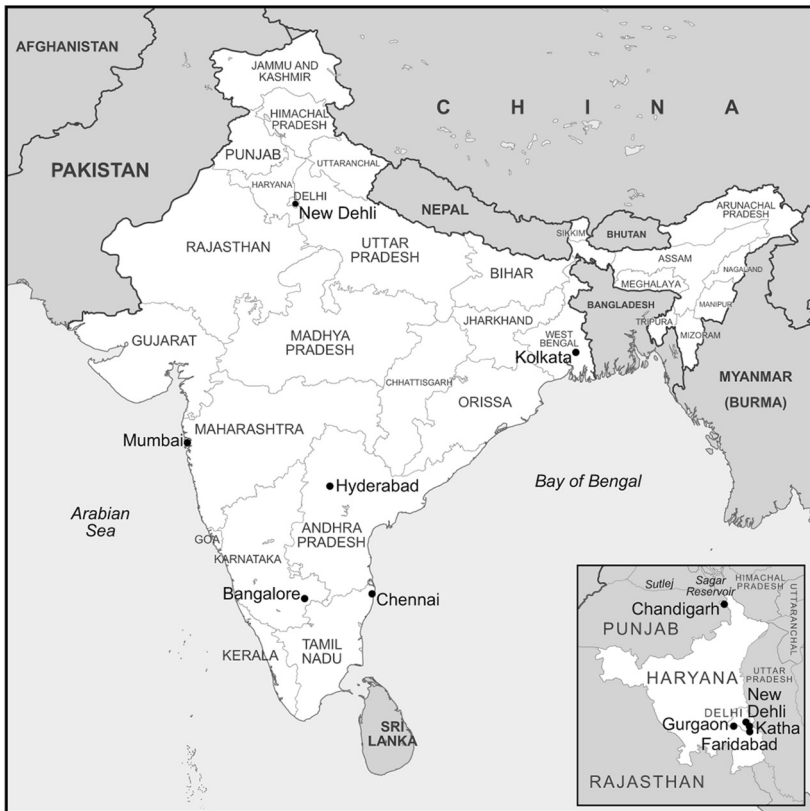 AFGHANISTAN
JAMMU AND
KASHMIR
C H I N A
HIMACHAL
PRADESH
PAKISTAN
PUNJAB
UTTARANCHAL
HARYANA
DELHI
New Dehli
NEPAL
SIKKIM
BHUTAN
ARUNACHAL
PRADESH
RAJASTHAN
UTTAR
PRADESH
BIHAR
ASSAM
NAGALAND
MEGHALAYA
BANGLADESH
MANIPUR
TRIPURA
MIZORAM
GUJARAT
MADHYA
PRADESH
JHARKHAND
WEST
BENGAL
Kolkata
MYANMAR
(BURMA)
CHHATTISGARH
ORISSA
Mumbai
MAHARASHTRA
Hyderabad
Bay of Bengal
Arabian
Sea
ANDHRA
PRADESH
GOA
KARNATAKA
Bangalore
Chennai
KERALA
TAMIL
NADU
SRI
LANKA
Sutlej
Sagar
Reservoir
HIMACHAL
PRADESH
UTTARANCHAL
Chandigarh
PUNJAB
HARYANA
UTTAR
PRADESH
New
Dehli
DELHI
Gurgaon
Katha
Faridabad
RAJASTHAN